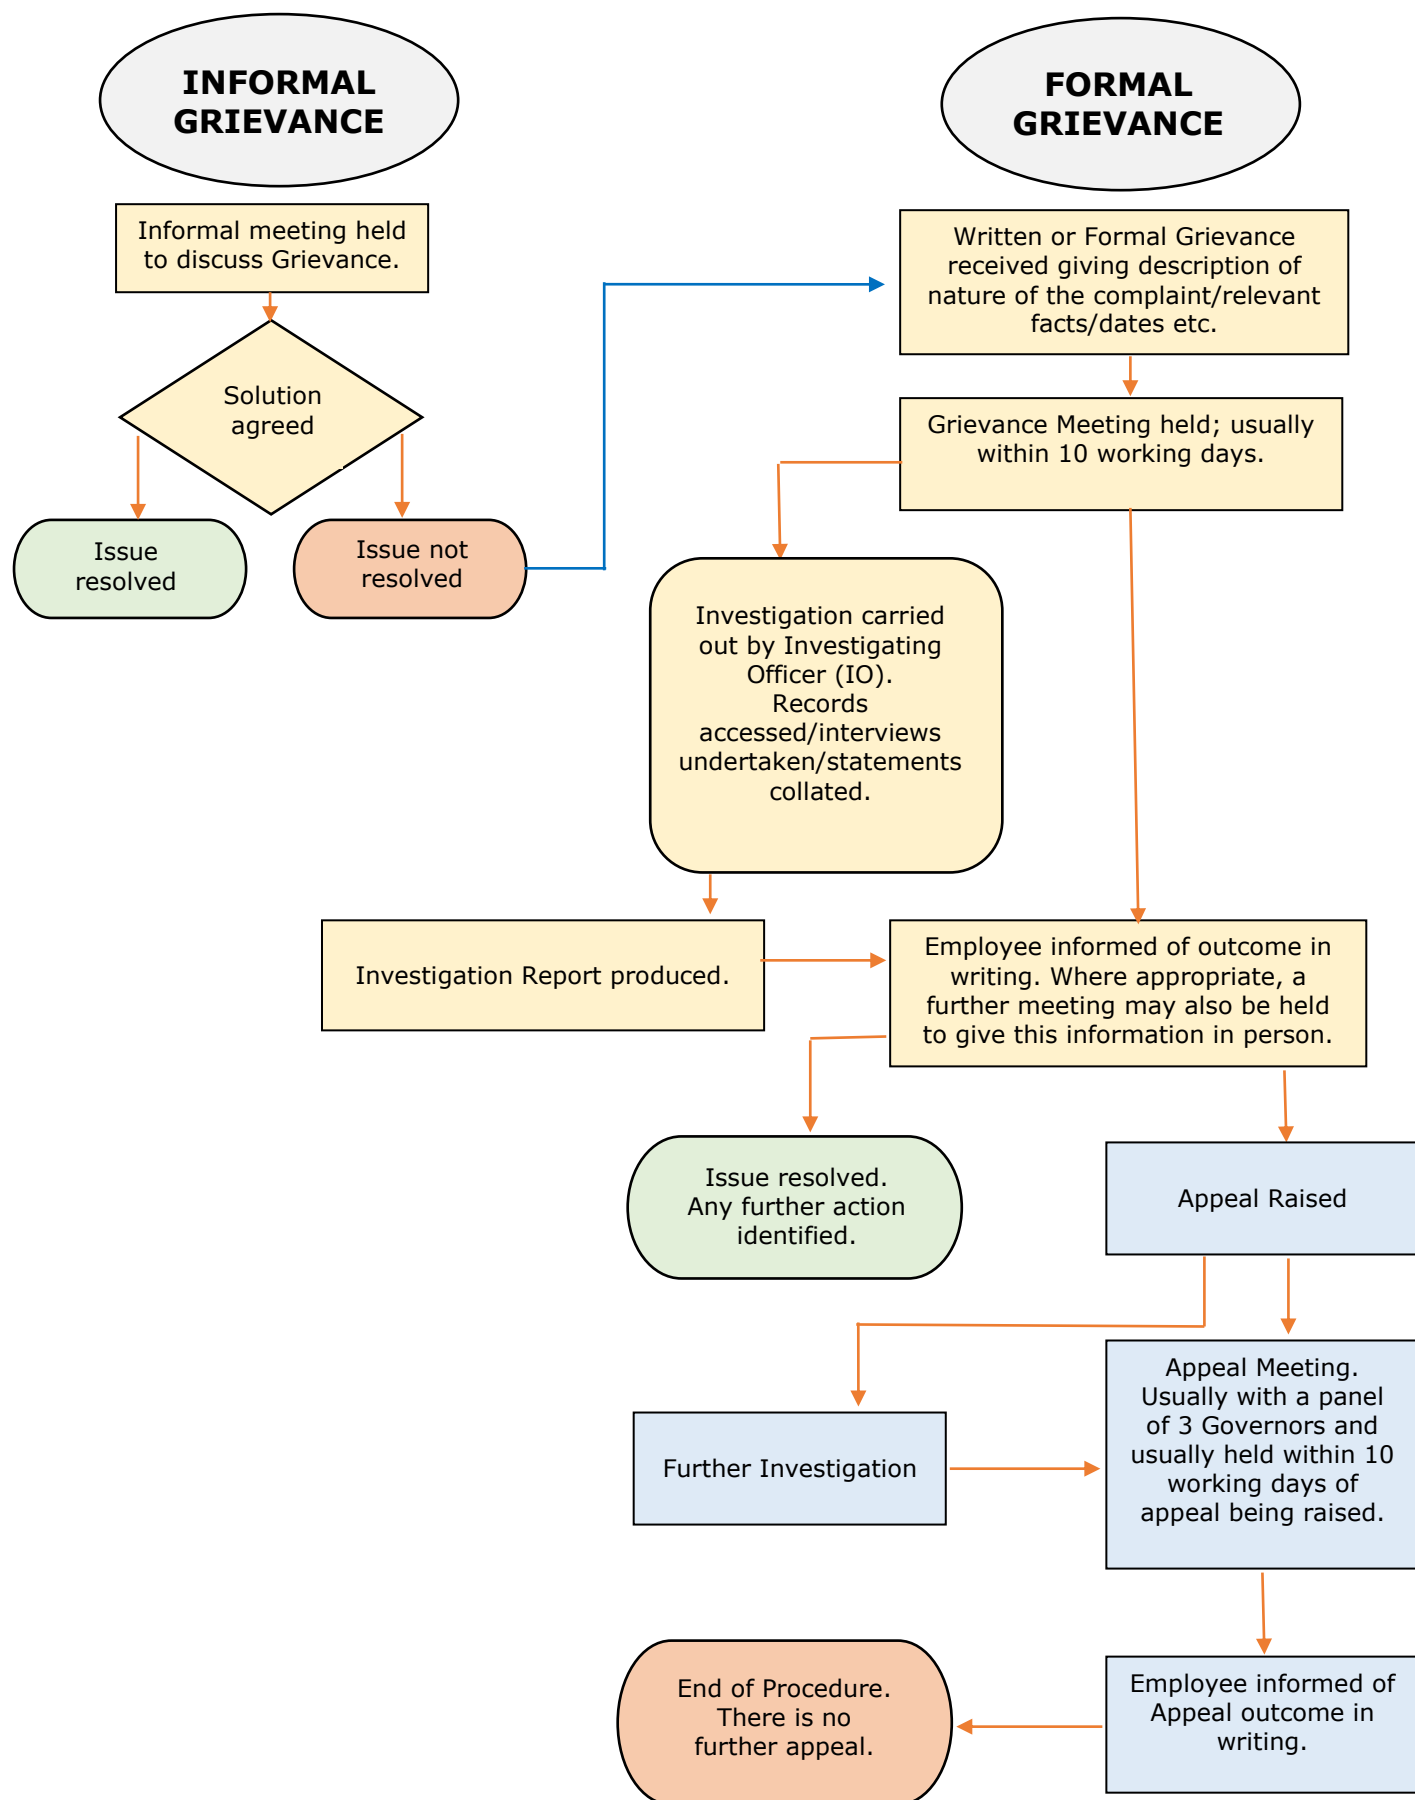 INFORMAL
GRIEVANCE
Informal meeting held
to discuss Grievance.
Solution
agreed
Issue
resolved
Issue not
resolved
FORMAL
GRIEVANCE
Written or Formal Grievance
received giving description of
nature of the complaint/relevant
facts/dates etc.
Grievance Meeting held; usually
within 10 working days.
Investigation carried
out by Investigating
Officer (IO).
Records
accessed/interviews
undertaken/statements
collated.
Investigation Report produced.
Employee informed of outcome in
writing. Where appropriate, a
further meeting may also be held
to give this information in person.
Issue resolved.
Any further action
identified.
Appeal Raised
Further Investigation
Appeal Meeting.
Usually with a panel
of 3 Governors and
usually held within 10
working days of
appeal being raised.
Employee informed of
Appeal outcome in
writing.
End of Procedure.
There is no
further appeal.